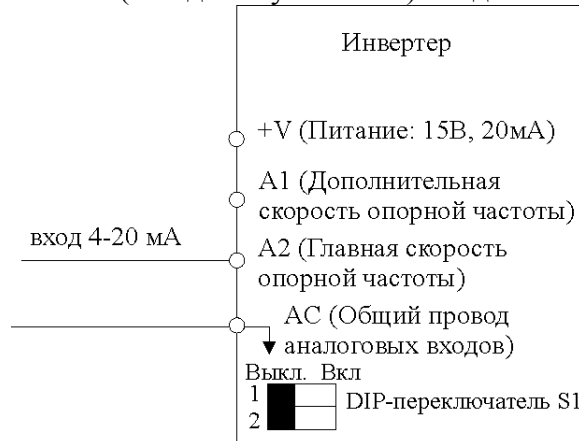 Инвертер
+V (Питание: 15В, 20мА)
A1 (Дополнительная
скорость опорной частоты)
вход 4-20 мА
A2 (Главная скорость
опорной частоты)
AC (Общий провод
аналоговых входов)
Выкл. Вкл
1
2
DIP-переключатель S1